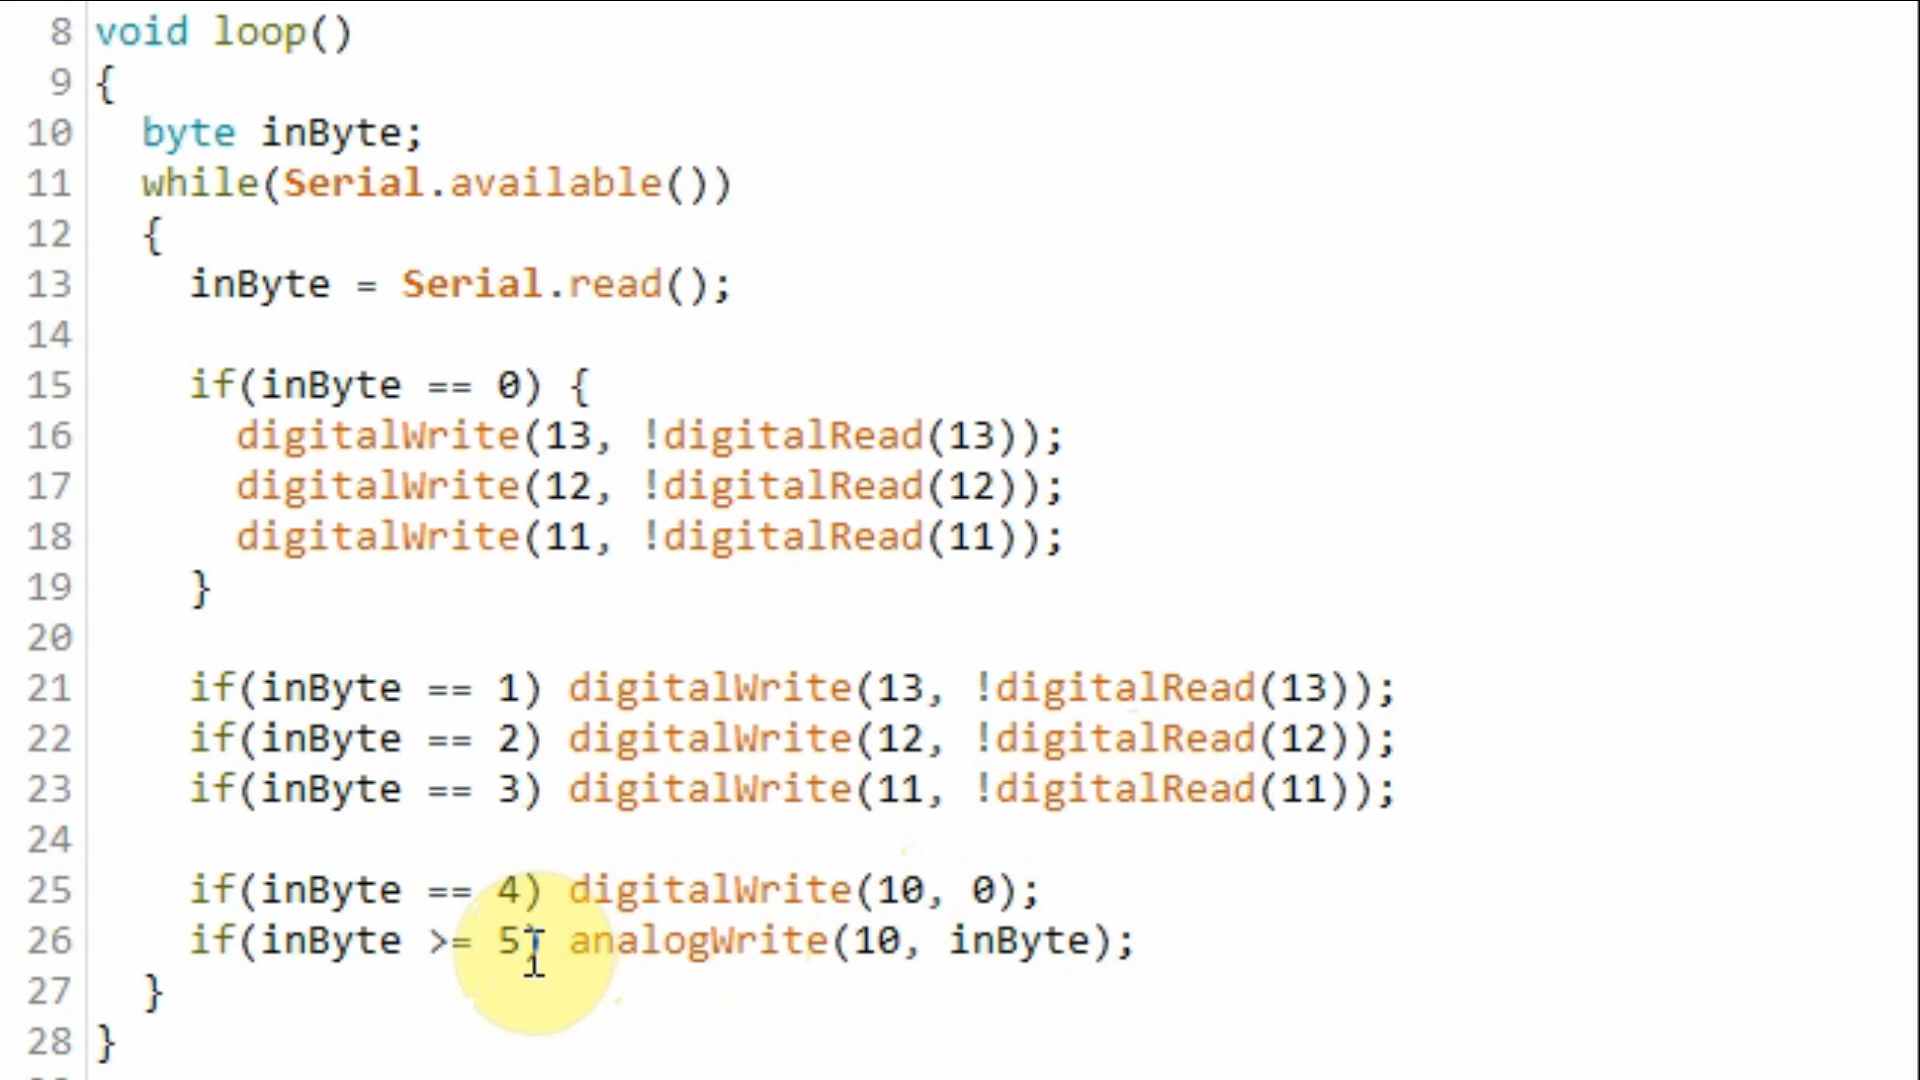 8 void loop()
9 {
10 byte inByte;
11 while(Serial.available())
12 {
13 inByte = Serial.read();
14
15 if(inByte == 0) {
16 digitalWrite(13, !digitalRead(13));
17 digitalWrite(12, !digitalRead(12));
18 digitalWrite(11, !digitalRead(11));
19 }
20
21 if(inByte == 1) digitalWrite(13, !digitalRead(13));
22 if(inByte == 2) digitalWrite(12, !digitalRead(12));
23 if(inByte == 3) digitalWrite(11, !digitalRead(11));
24
25 if(inByte == 4) digitalWrite(10, 0);
26 if(inByte >= 5) analogWrite(10, inByte);
27 }
28 }